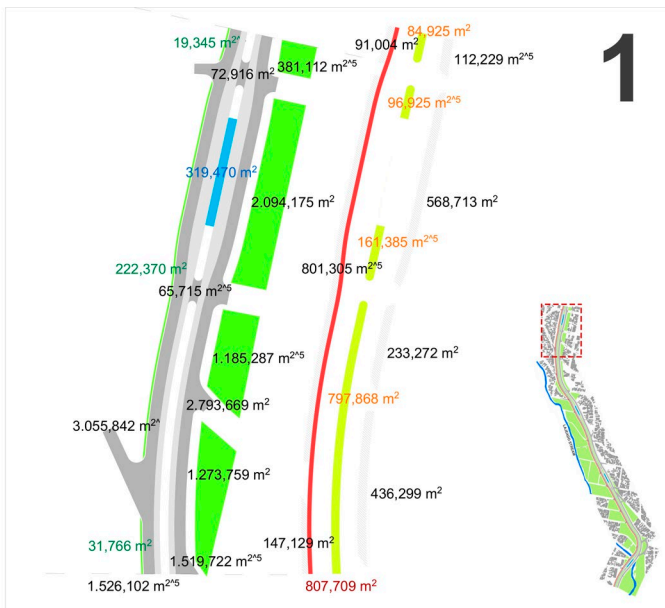 84,925 m²
19,345 m²^
91,004 m²
1
112,229 m²^5
381,112 m²^5
72,916 m²
96,925 m²^5
319,470 m²
2.094,175 m²
568,713 m²
161,385 m²^5
222,370 m²
801,305 m²^5
65,715 m²^5
1.185,287 m²^5
233,272 m²
797,868 m²
2.793,669 m²
3.055,842 m²^
1.273,759 m²
436,299 m²
147,129 m²
31,766 m²
1.519,722 m²^5
1.526,102 m²^5
807,709 m²